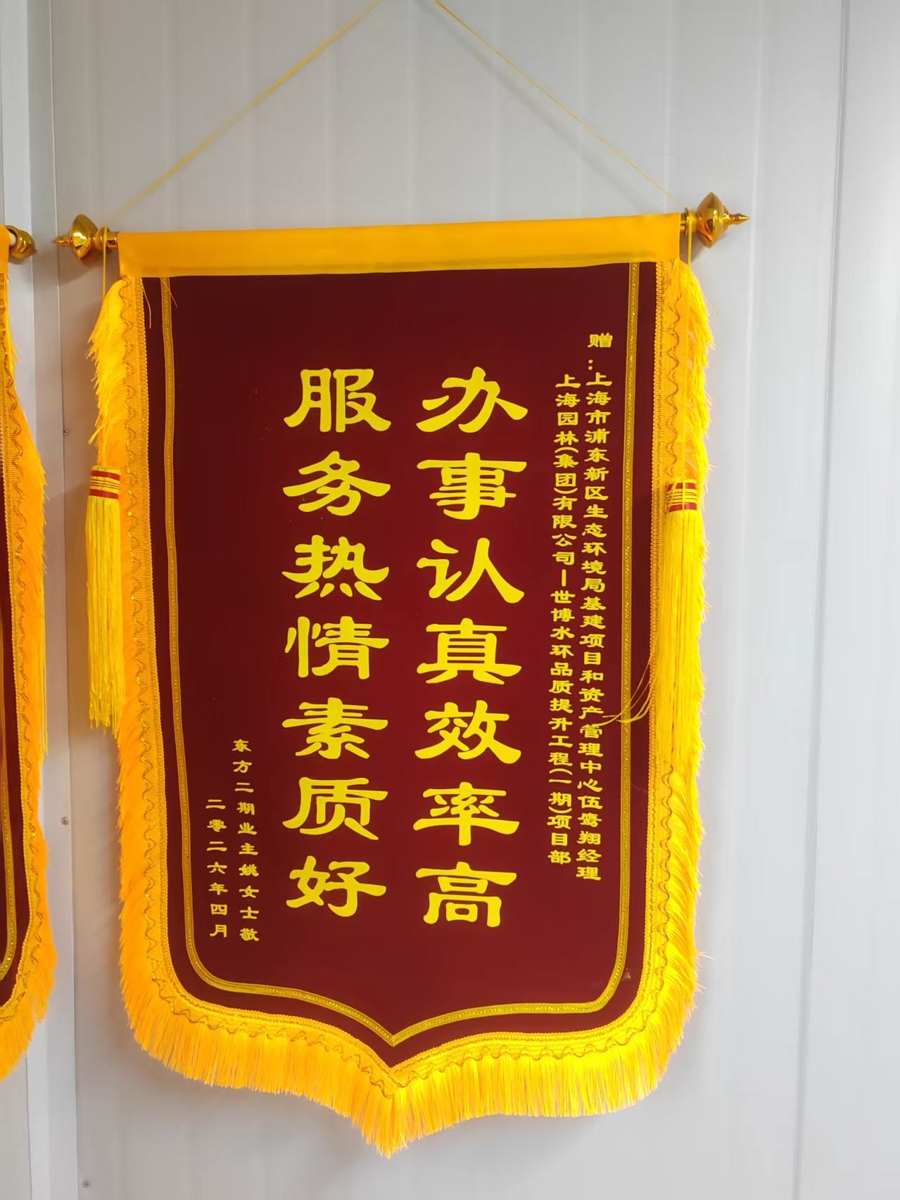 赠：上海市浦东新区生态环境局基建项目和资产管理中心伍鹰翔经理
上海园林(集团)有限公司—世博水环品质提升工程(一期)项目部
办事认真效率高
服务热情素质好
东方二期业主姚女士敬
二零二六年四月